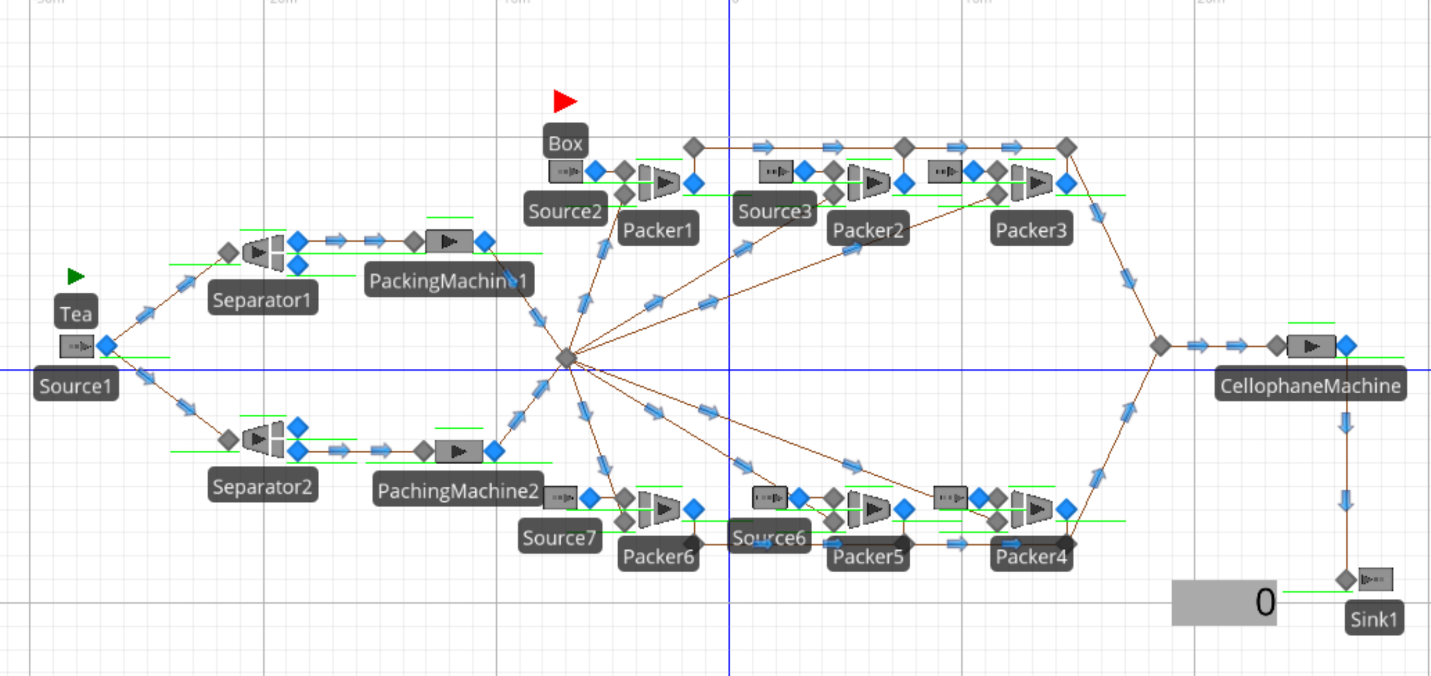 Box
Source2
Packer1
Source3
Packer2
Packer3
Separator1
PackingMachine1
Tea
Source1
CellophaneMachine
Separator2
PachingMachine2
Source7
Packer6
Source6
Packer5
Packer4
0
Sink1